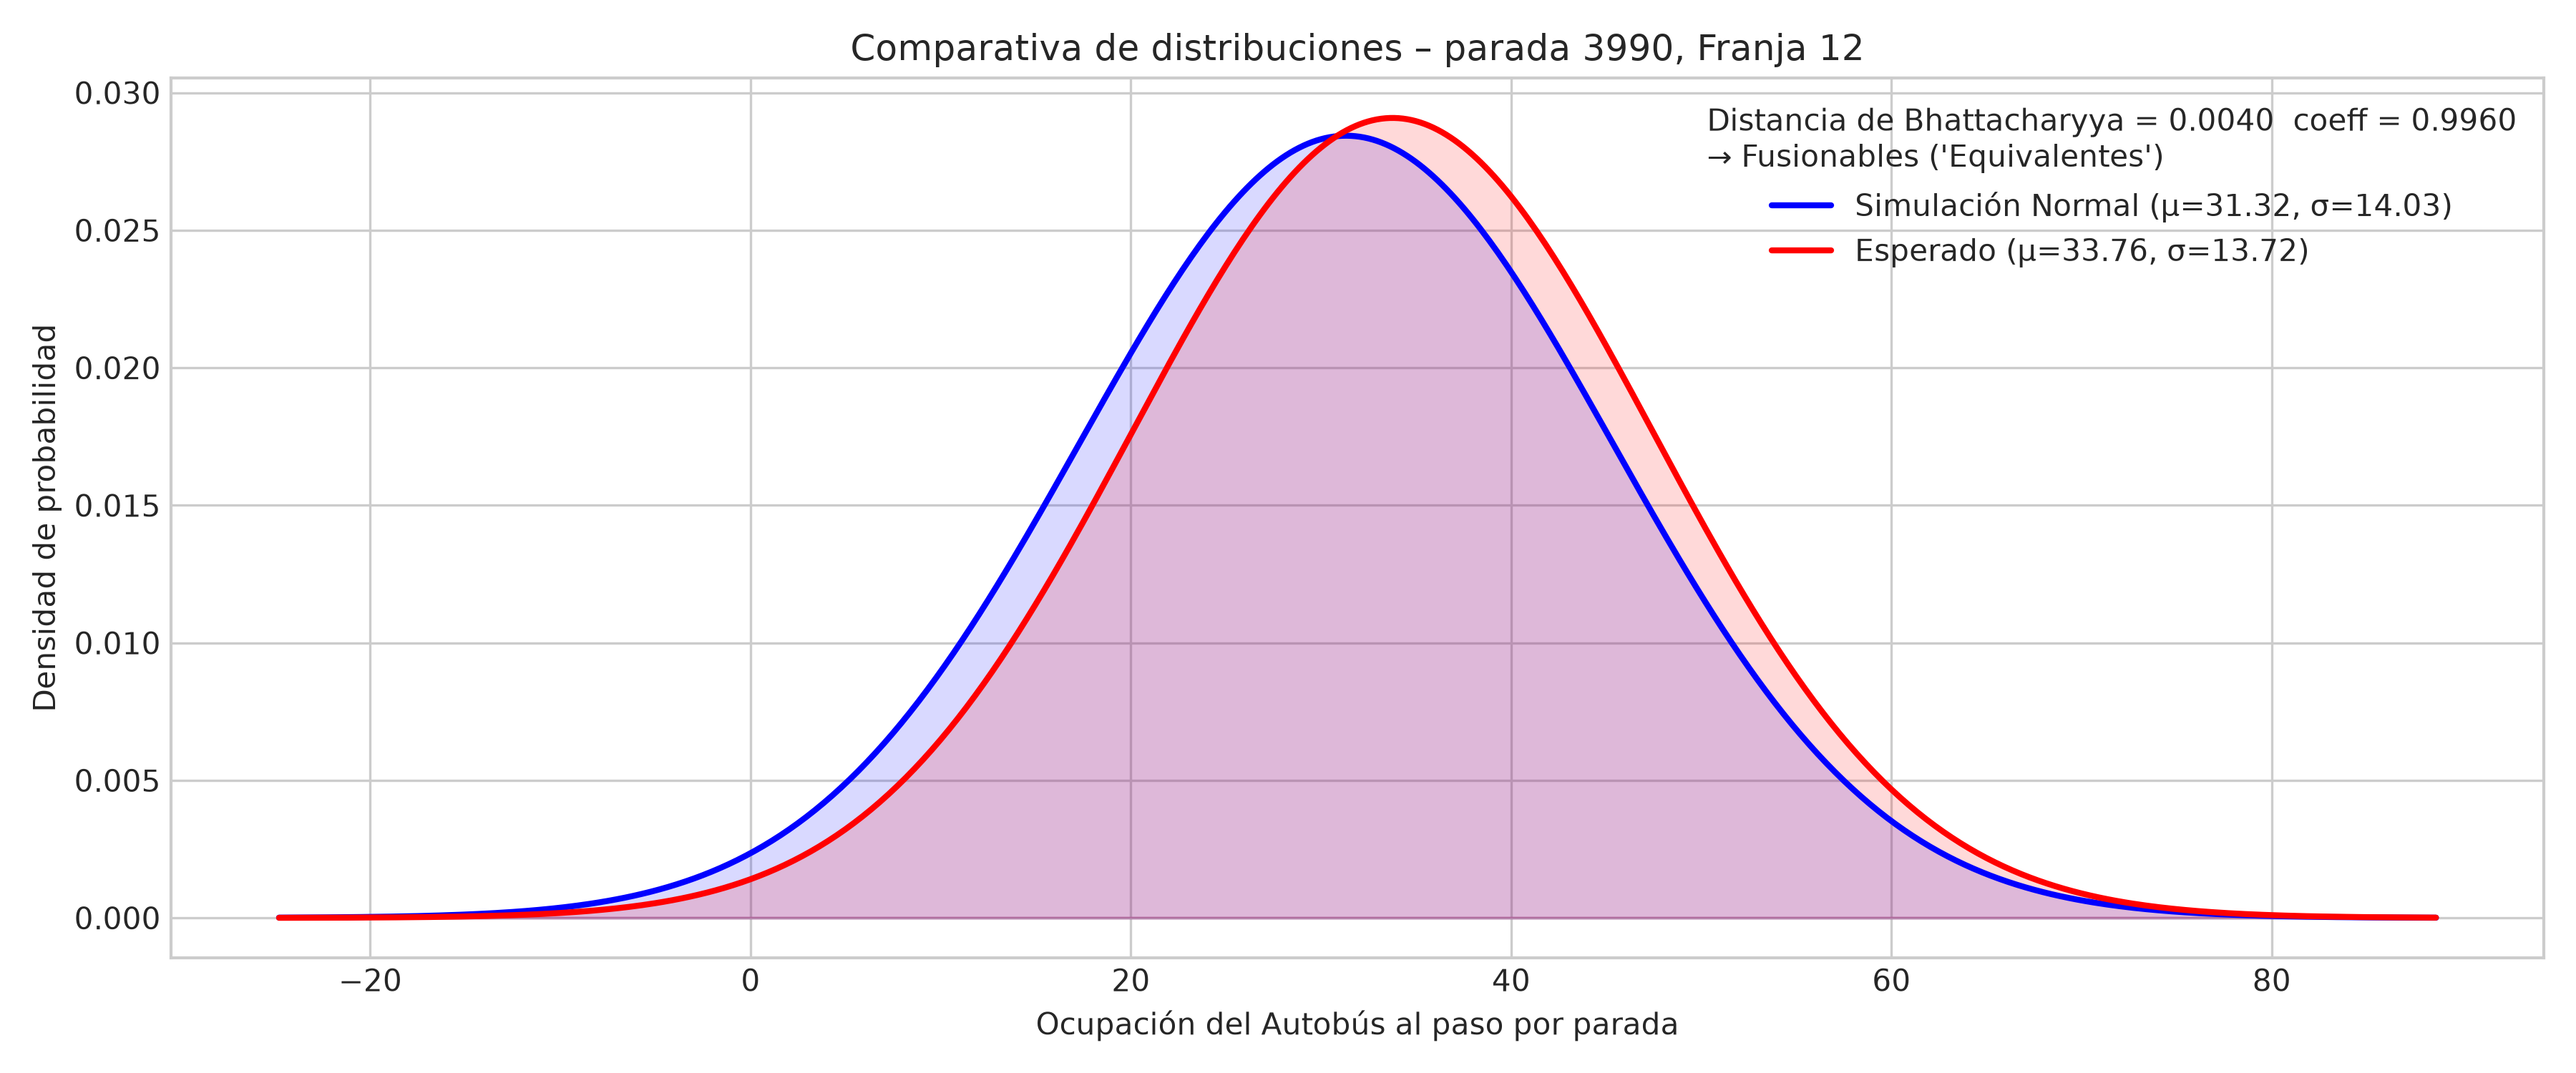 Comparativa de distribuciones – parada 3990, Franja 12
Distancia de Bhattacharyya = 0.0040  coeff = 0.9960
→ Fusionables ('Equivalentes')
Simulación Normal (μ=31.32, σ=14.03)
Esperado (μ=33.76, σ=13.72)
Densidad de probabilidad
0.030
0.025
0.020
0.015
0.010
0.005
0.000
−20 0 20 40 60 80
Ocupación del Autobús al paso por parada